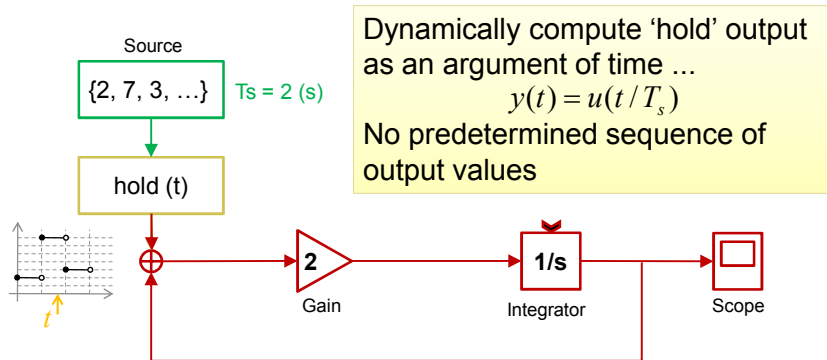 Source
{2, 7, 3, …}
Ts = 2 (s)
hold (t)
Dynamically compute ‘hold’ output
as an argument of time ...
y(t) = u(t / T_s)
No predetermined sequence of
output values
t
2
Gain
1/s
Integrator
Scope